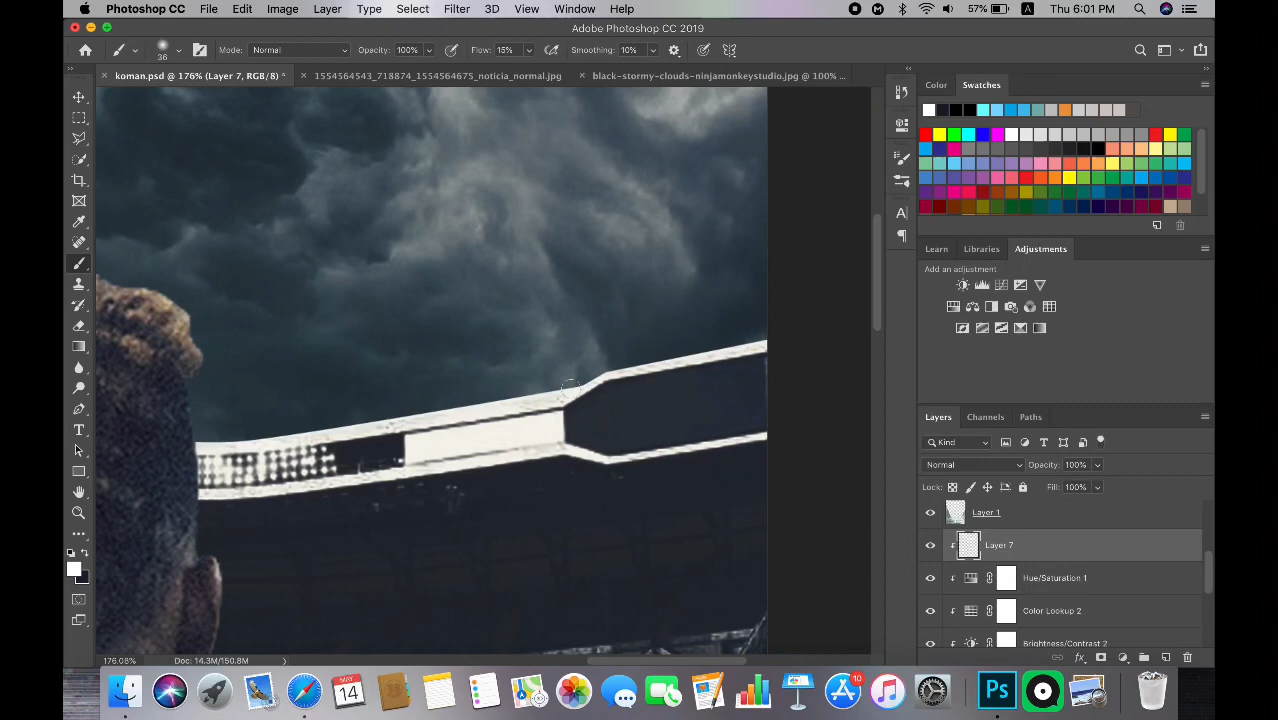 Photoshop CC File Edit Image Layer Type Select Filter 3D View Window Help 57% A Thu 6:01 PM
Adobe Photoshop CC 2019
36 Mode: Normal Opacity: 100% Flow: 15% Smoothing: 10%
koman.psd @ 176% (Layer 7, RGB/8) * 1554564543_718874_1554564675_noticia_normal.jpg black-stormy-clouds-ninjamonkeystudio.jpg @ 100% ...
Color Swatches
Learn Libraries Adjustments
Add an adjustment
Layers Channels Paths
Kind
Normal Opacity: 100%
Lock: Fill: 100%
Layer 1
Layer 7
Hue/Saturation 1
Color Lookup 2
Brightness/Contrast 2
176.08% Doc: 14.3M/150.8M
MAY
14
10
Ps